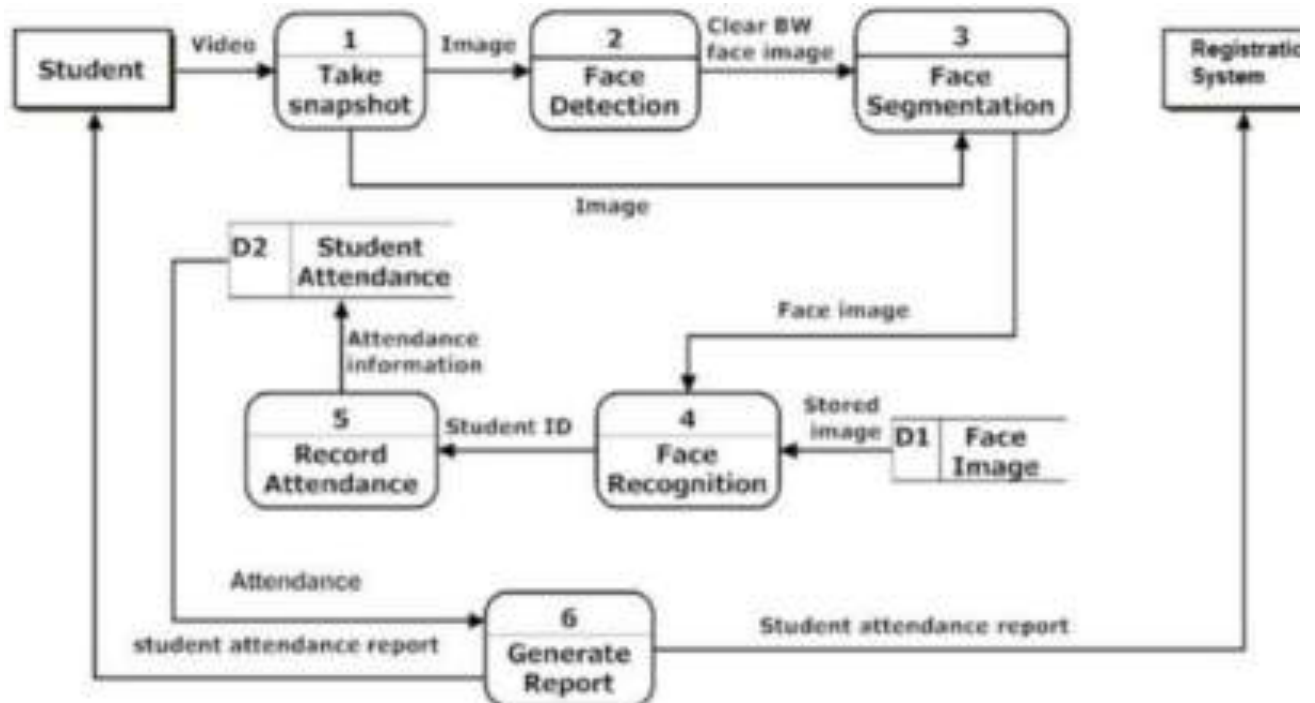 Student
Video
1
Take
snapshot
Image
2
Face
Detection
Clear BW
face image
3
Face
Segmentation
Registratio
System
Image
D2
Student
Attendance
Face image
Attendance
information
5
Record
Attendance
Student ID
4
Face
Recognition
Stored
image
D1
Face
Image
Attendance
student attendance report
6
Generate
Report
Student attendance report